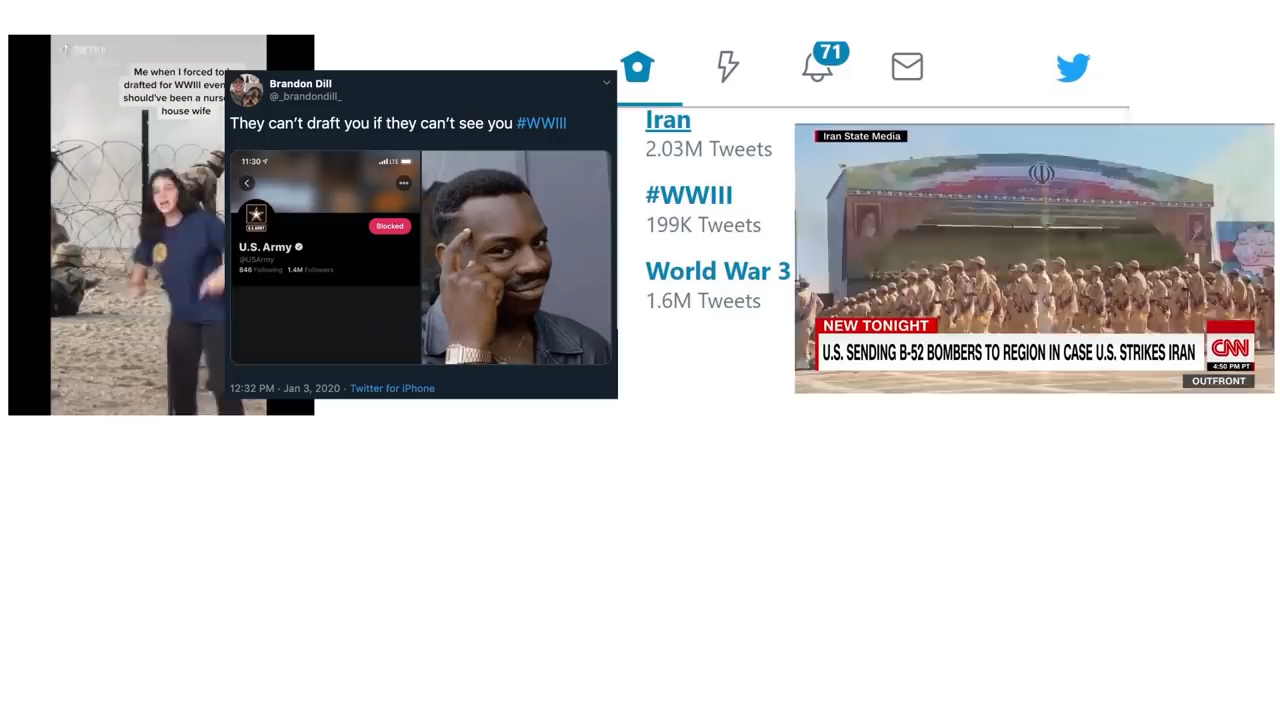 Me when I forced to
drafted for WWIII even
should've been a nurs
house wife
Brandon Dill
@_brandondill_
They can't draft you if they can't see you #WWIII
11:30
LTE
U.S. ARMY
Blocked
U.S. Army
@USArmy
846 Following 1.4M Followers
12:32 PM · Jan 3, 2020 · Twitter for iPhone
71
Iran
2.03M Tweets
#WWIII
199K Tweets
World War 3
1.6M Tweets
Iran State Media
NEW TONIGHT
U.S. SENDING B-52 BOMBERS TO REGION IN CASE U.S. STRIKES IRAN
CNN
4:50 PM PT
OUTFRONT